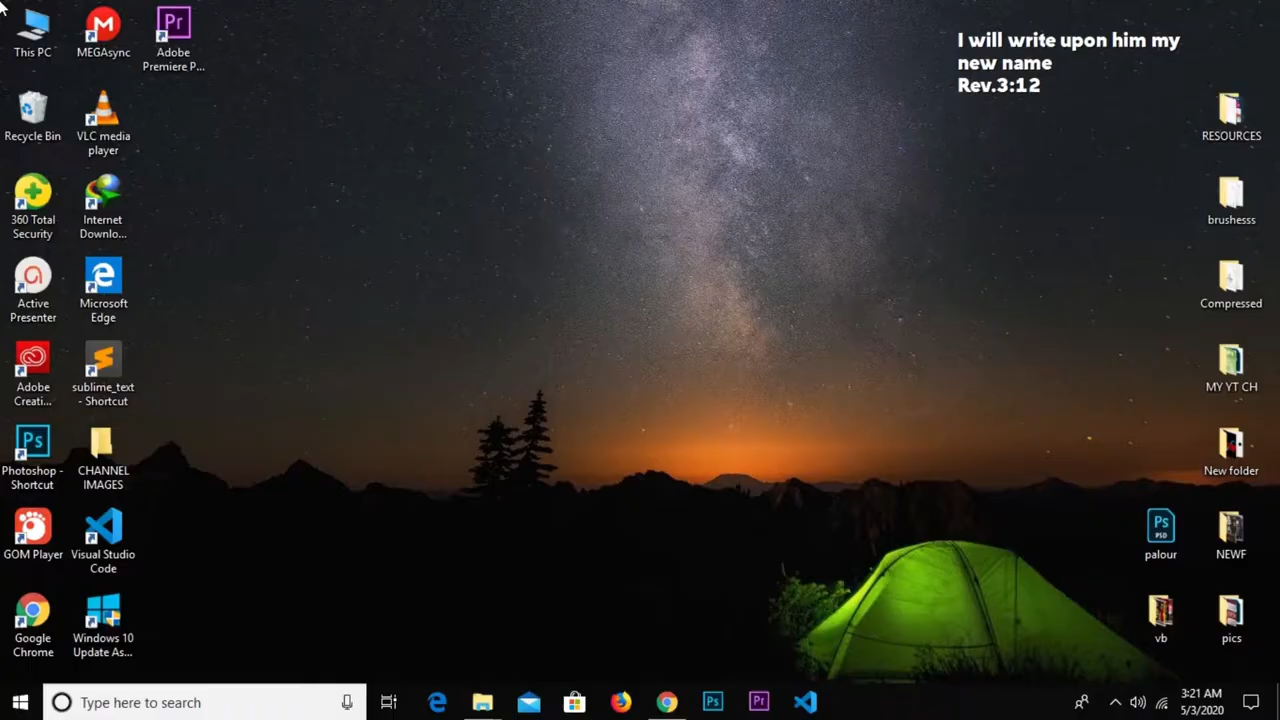 This PC
MEGAsync
Adobe
Premiere P...
Recycle Bin
VLC media
player
360 Total
Security
Internet
Downlo...
Active
Presenter
Microsoft
Edge
Adobe
Creati...
sublime_text
- Shortcut
Photoshop -
Shortcut
CHANNEL
IMAGES
GOM Player
Visual Studio
Code
Google
Chrome
Windows 10
Update As...
I will write upon him my
new name
Rev.3:12
RESOURCES
brushesss
Compressed
MY YT CH
New folder
palour
NEWF
vb
pics
Type here to search
3:21 AM
5/3/2020